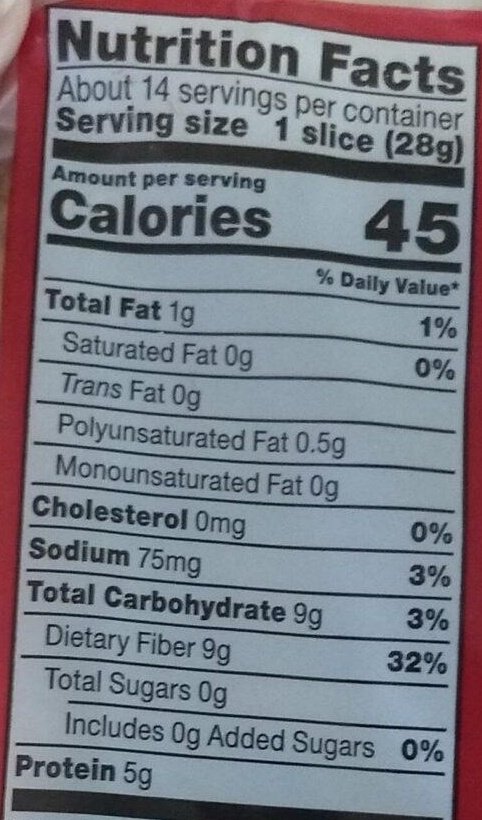 Nutrition Facts
About 14 servings per container
Serving size 1 slice (28g)
Amount per serving
Calories 45
% Daily Value*
Total Fat 1g 1%
Saturated Fat 0g 0%
Trans Fat 0g
Polyunsaturated Fat 0.5g
Monounsaturated Fat 0g
Cholesterol 0mg 0%
Sodium 75mg 3%
Total Carbohydrate 9g 3%
Dietary Fiber 9g 32%
Total Sugars 0g
Includes 0g Added Sugars 0%
Protein 5g